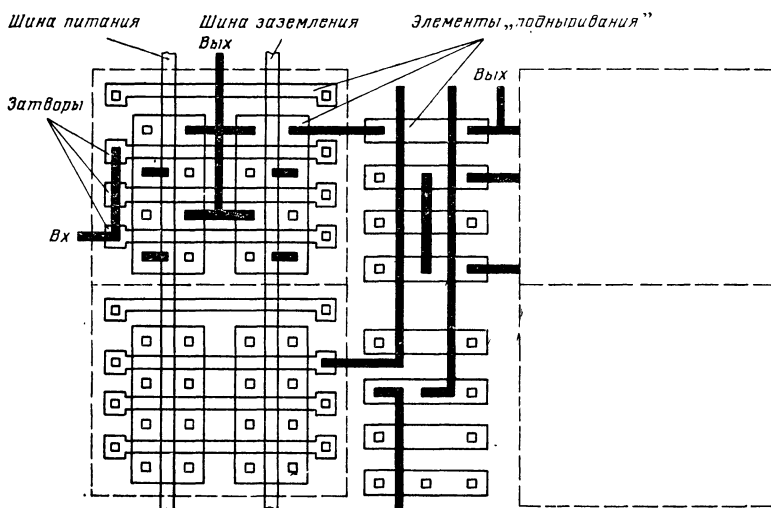 Шина питания
Шина заземления
Элементы „подныривания”
Вых
Вых
Затворы
Вх